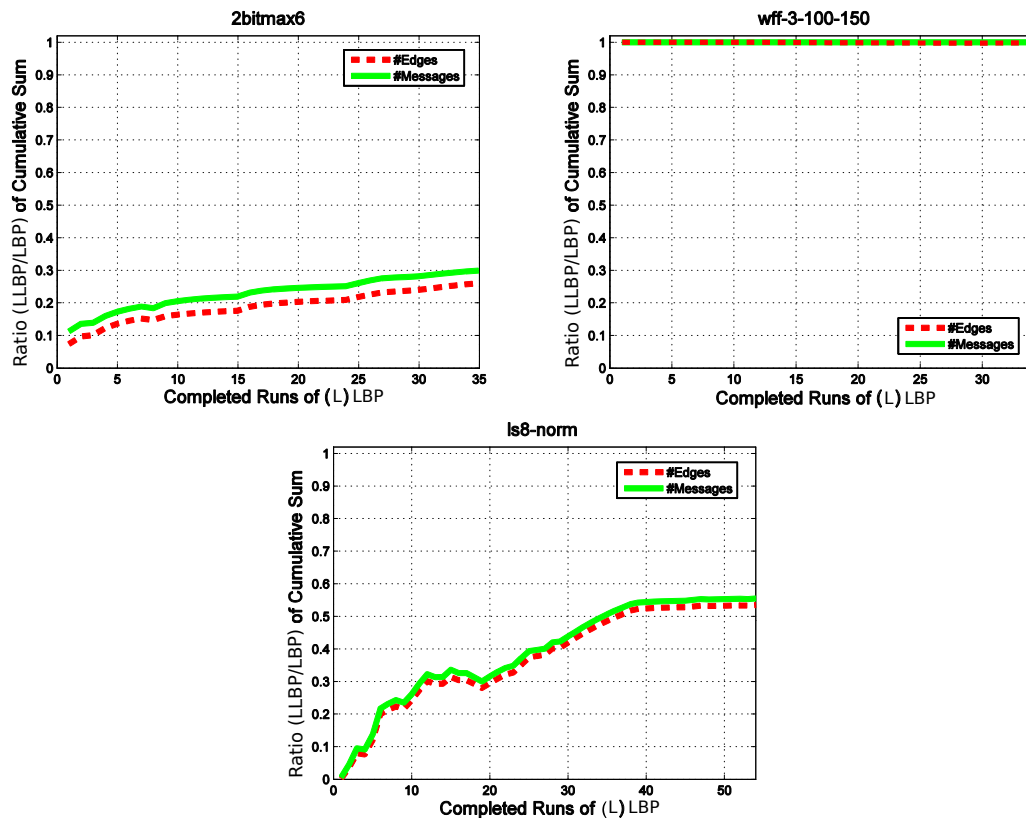 2bitmax6
Ratio (LLBP/LBP) of Cumulative Sum
1
0.9
0.8
0.7
0.6
0.5
0.4
0.3
0.2
0.1
0
#Edges
#Messages
0 5 10 15 20 25 30 35
Completed Runs of (L) LBP
wff-3-100-150
Ratio (LLBP/LBP) of Cumulative Sum
1
0.9
0.8
0.7
0.6
0.5
0.4
0.3
0.2
0.1
0
#Edges
#Messages
0 5 10 15 20 25 30
Completed Runs of (L) LBP
ls8-norm
Ratio (LLBP/LBP) of Cumulative Sum
1
0.9
0.8
0.7
0.6
0.5
0.4
0.3
0.2
0.1
0
#Edges
#Messages
0 10 20 30 40 50
Completed Runs of (L) LBP